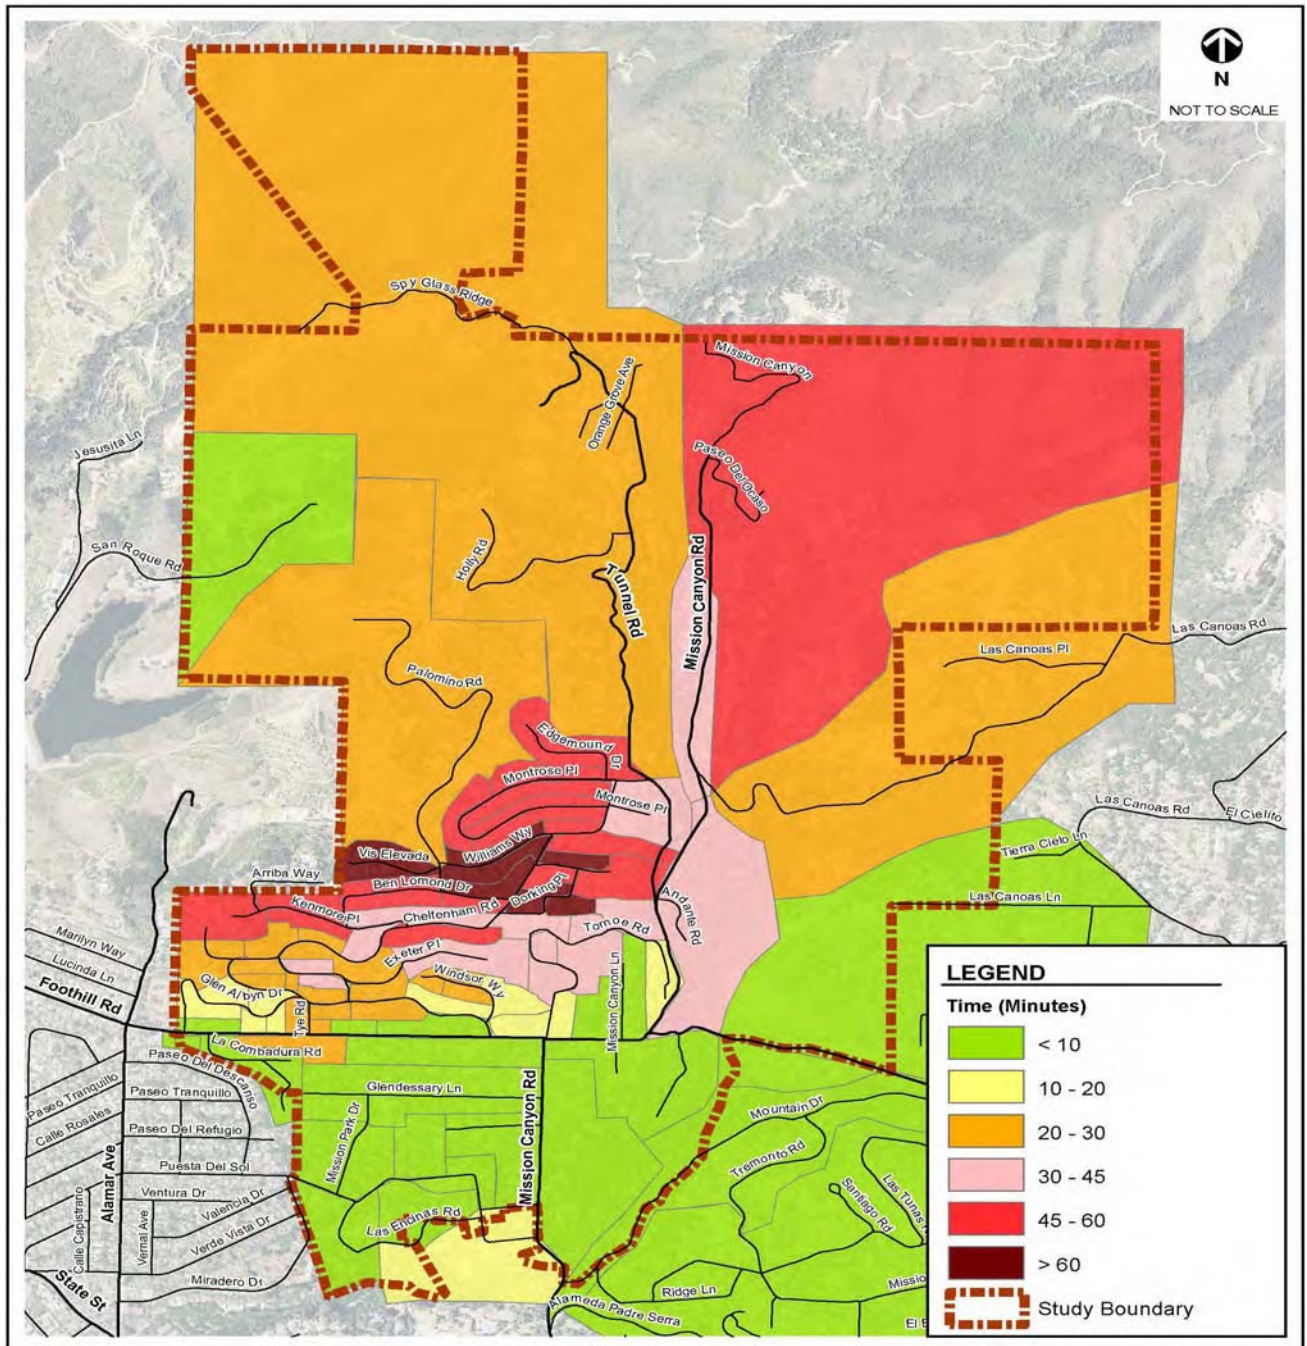 N
NOT TO SCALE
Spy Glass Ridge
Mission Canyon
Orange Grove Ave
Jesusita Ln
Paseo Del Ocaso
San Roque Rd
Holly Rd
Tunnel Rd
Mission Canyon Rd
Las Canoas Rd
Las Canoas Pl
Palomino Rd
Edgemound Dr
Montrose Pl
Montrose Pl
Las Canoas Rd
El Cielito
Tierra Cielo Ln
Williams Wy
Vis Elevada
Arriba Way
Ben Lomond Dr
Dorking Pl
Las Canoas Ln
Kenmore Pl
Cheltenham Rd
Andante Rd
Tomoe Rd
Marilyn Way
Exeter Pl
Lucinda Ln
Windsor Wy
Mission Canyon Ln
Foothill Rd
Glen Albyn Dr
Tye Rd
La Combadura Rd
Paseo Del Descanso
Paseo Tranquillo
Paseo Tranquillo
Glendessary Ln
Mission Canyon Rd
Mountain Dr
Calle Rosales
Paseo Del Refugio
Mission Park Dr
Tremonto Rd
Puesta Del Sol
Alamar Ave
Ventura Dr
Valencia Dr
Santiago Rd
Las Tunas
Calle Capistrano
Vernal Ave
Verde Vista Dr
Las Encinas Rd
State St
Miradero Dr
Ridge Ln
Missio
Alameda Padre Serra
El E
LEGEND
Time (Minutes)
< 10
10 - 20
20 - 30
30 - 45
45 - 60
> 60
Study Boundary